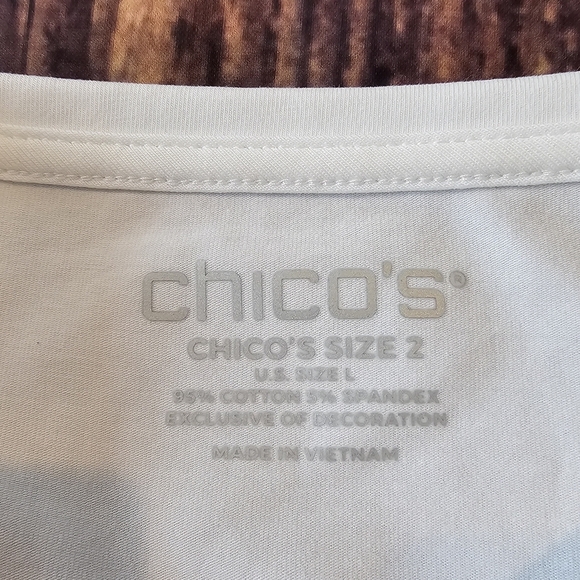 chico's®
CHICO'S SIZE 2
U.S. SIZE L
95% COTTON 5% SPANDEX
EXCLUSIVE OF DECORATION
MADE IN VIETNAM